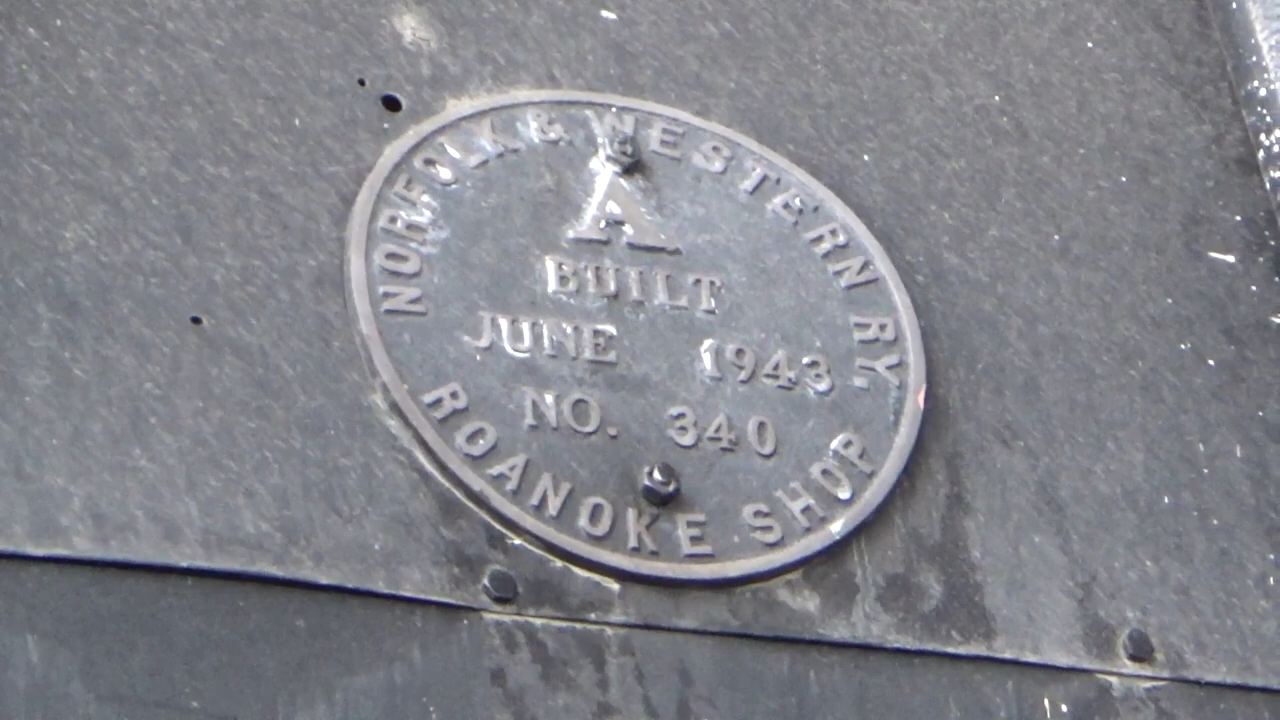 NORFOLK & WESTERN RY.
A
BUILT
JUNE 1943
NO. 340
ROANOKE SHOP